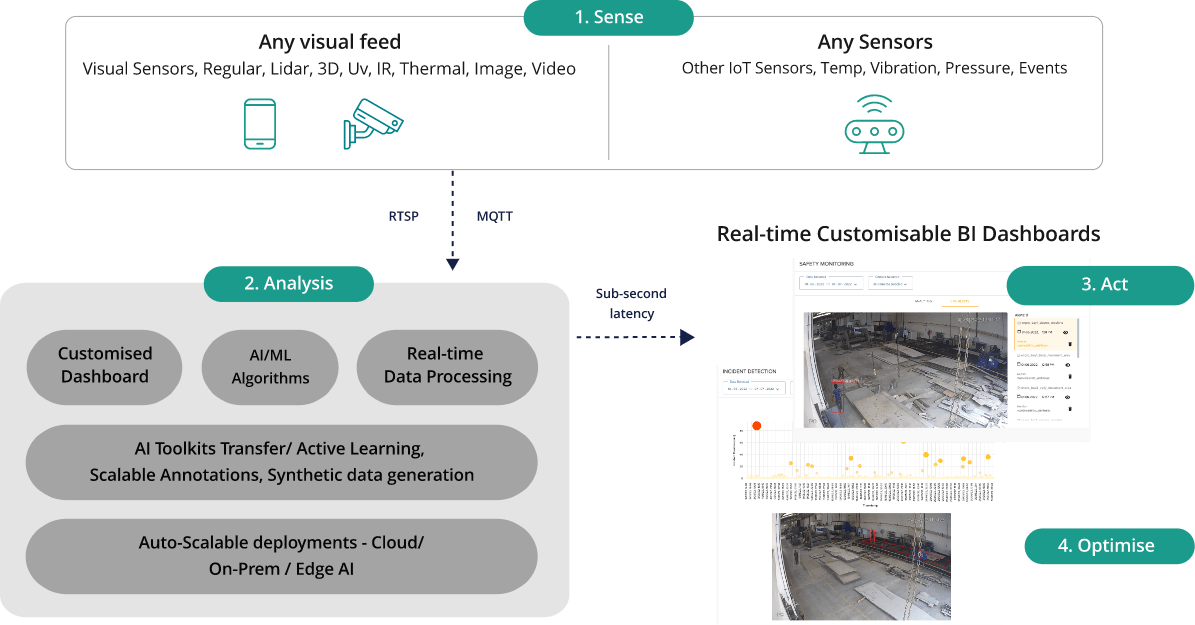 1. Sense
Any visual feed
Visual Sensors, Regular, Lidar, 3D, Uv, IR, Thermal, Image, Video
Any Sensors
Other IoT Sensors, Temp, Vibration, Pressure, Events
RTSP
MQTT
2. Analysis
Customised
Dashboard
AI/ML
Algorithms
Real-time
Data Processing
AI Toolkits Transfer/ Active Learning,
Scalable Annotations, Synthetic data generation
Auto-Scalable deployments - Cloud/
On-Prem / Edge AI
Sub-second
latency
Real-time Customisable BI Dashboards
3. Act
SAFETY MONITORING
INCIDENT DETECTION
Timestamp
4. Optimise